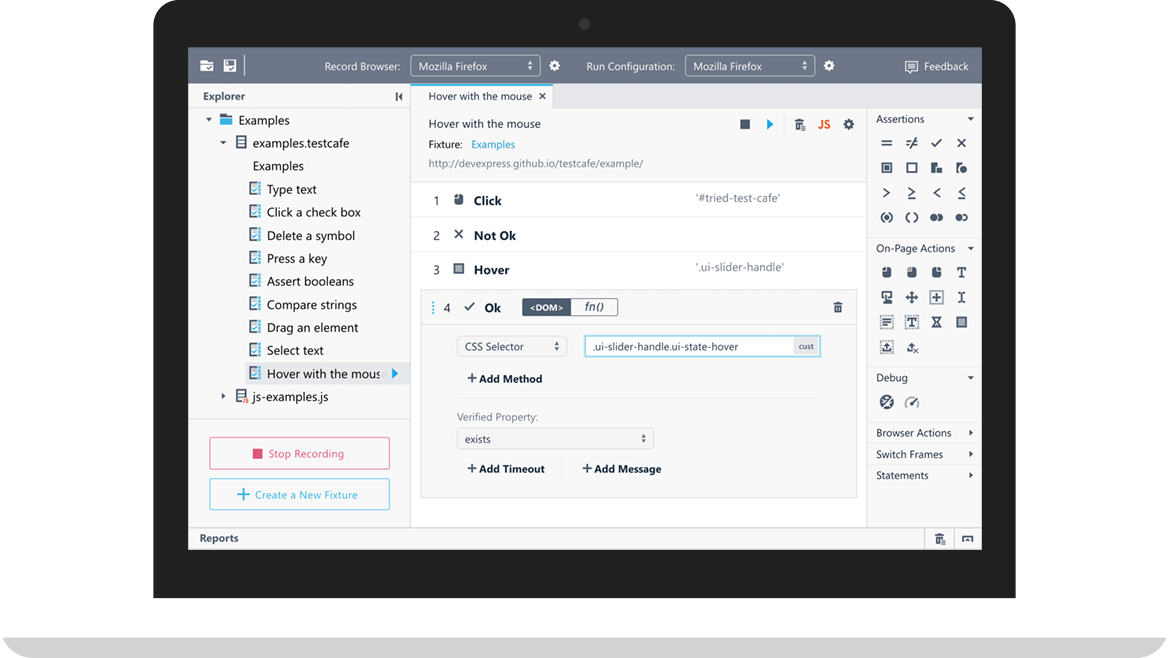 Record Browser: Mozilla Firefox Run Configuration: Mozilla Firefox Feedback
Explorer
Examples
examples.testcafe
Examples
Type text
Click a check box
Delete a symbol
Press a key
Assert booleans
Compare strings
Drag an element
Select text
Hover with the mous
js-examples.js
Stop Recording
Create a New Fixture
Hover with the mouse
Hover with the mouse
JS
Fixture: Examples
http://devexpress.github.io/testcafe/example/
1 Click '#tried-test-cafe'
2 Not Ok
3 Hover '.ui-slider-handle'
4 Ok <DOM> fn()
CSS Selector .ui-slider-handle.ui-state-hover cust
+Add Method
Verified Property:
exists
+Add Timeout +Add Message
Assertions
On-Page Actions
Debug
Browser Actions
Switch Frames
Statements
Reports